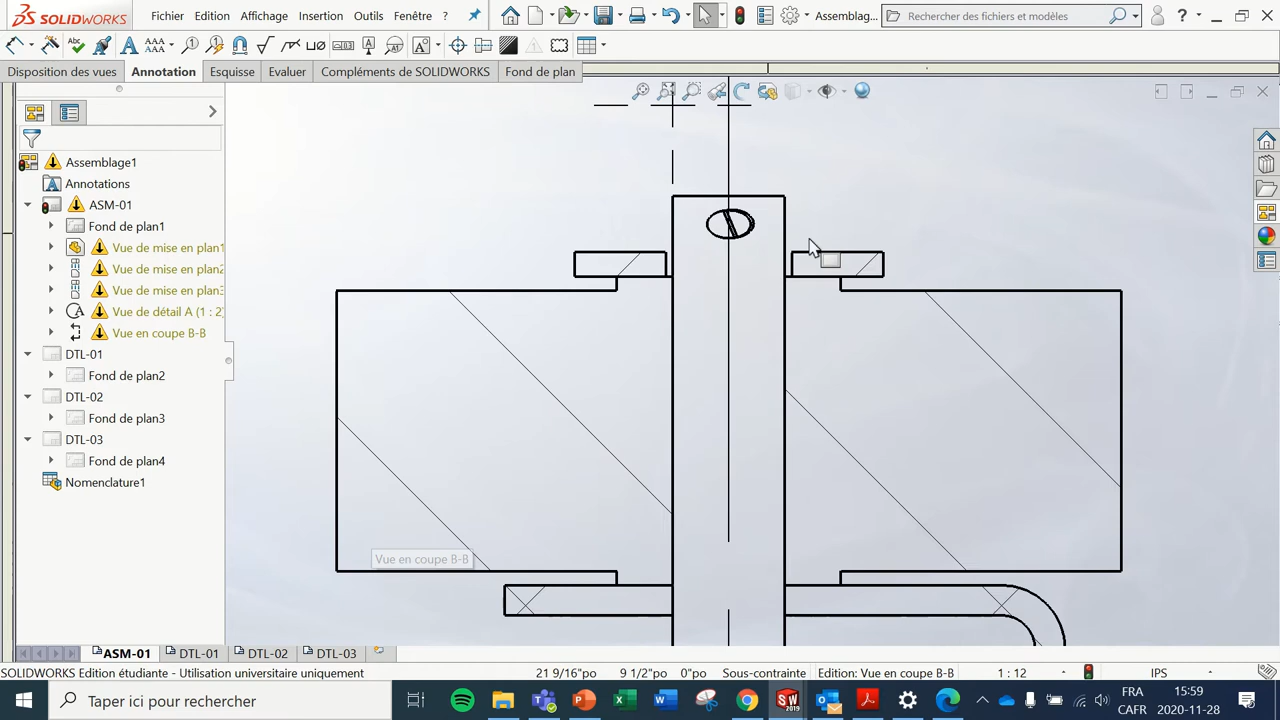 SOLIDWORKS
Fichier Edition Affichage Insertion Outils Fenêtre ?
Assemblag...
Rechercher des fichiers et modèles
?
Disposition des vues Annotation Esquisse Evaluer Compléments de SOLIDWORKS Fond de plan
Assemblage1
Annotations
ASM-01
Fond de plan1
Vue de mise en plan1
Vue de mise en plan2
Vue de mise en plan3
Vue de détail A (1 : 2)
Vue en coupe B-B
DTL-01
Fond de plan2
DTL-02
Fond de plan3
DTL-03
Fond de plan4
Nomenclature1
Vue en coupe B-B
ASM-01 DTL-01 DTL-02 DTL-03
SOLIDWORKS Edition étudiante - Utilisation universitaire uniquement
21 9/16"po 9 1/2"po 0"po Sous-contrainte Edition: Vue en coupe B-B 1 : 12 IPS
Taper ici pour rechercher
FRA
CAFR
15:59
2020-11-28